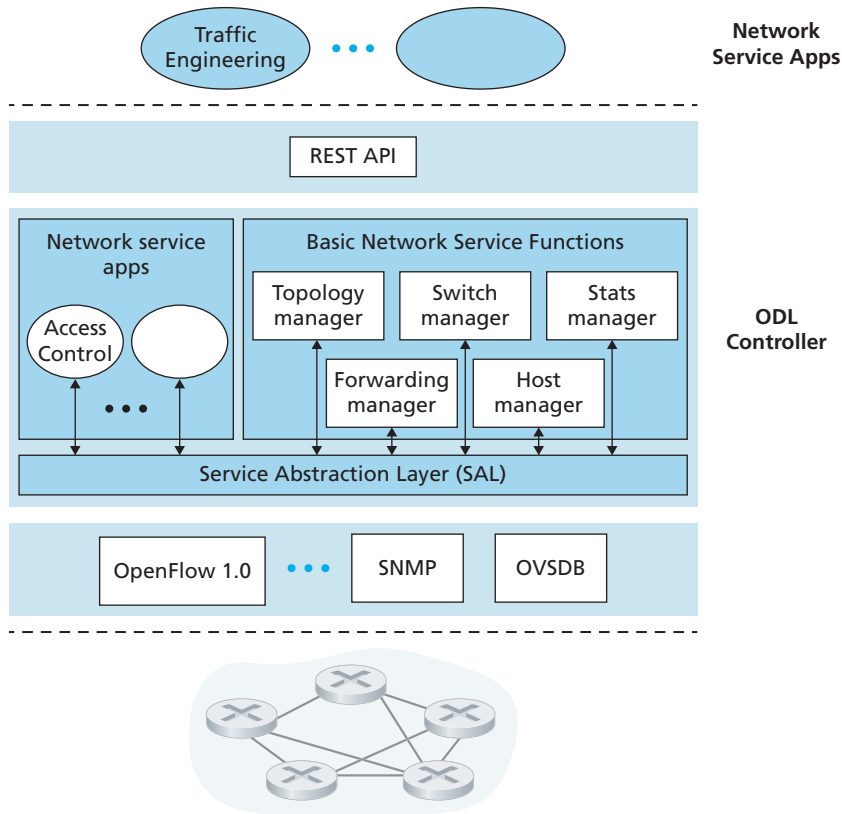 Traffic
Engineering
Network
Service Apps
REST API
Network service
apps
Basic Network Service Functions
Topology
manager
Switch
manager
Stats
manager
Access
Control
Forwarding
manager
Host
manager
ODL
Controller
Service Abstraction Layer (SAL)
OpenFlow 1.0
SNMP
OVSDB